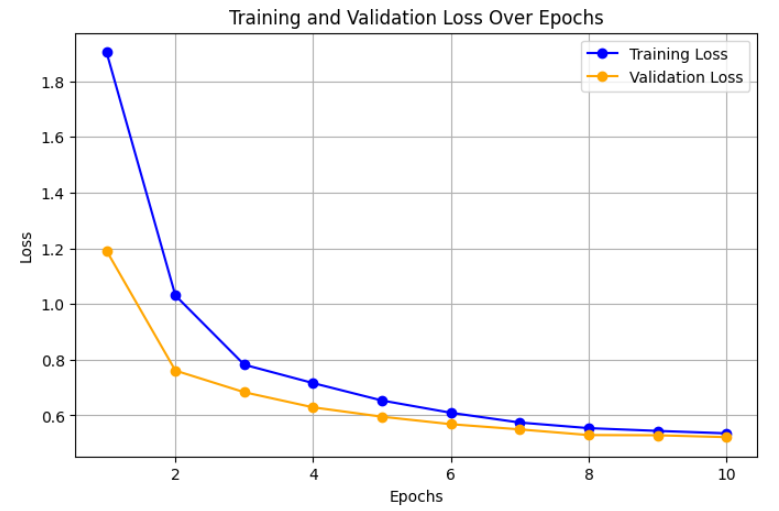 Training and Validation Loss Over Epochs
Training Loss
Validation Loss
Loss
1.8
1.6
1.4
1.2
1.0
0.8
0.6
2 4 6 8 10
Epochs